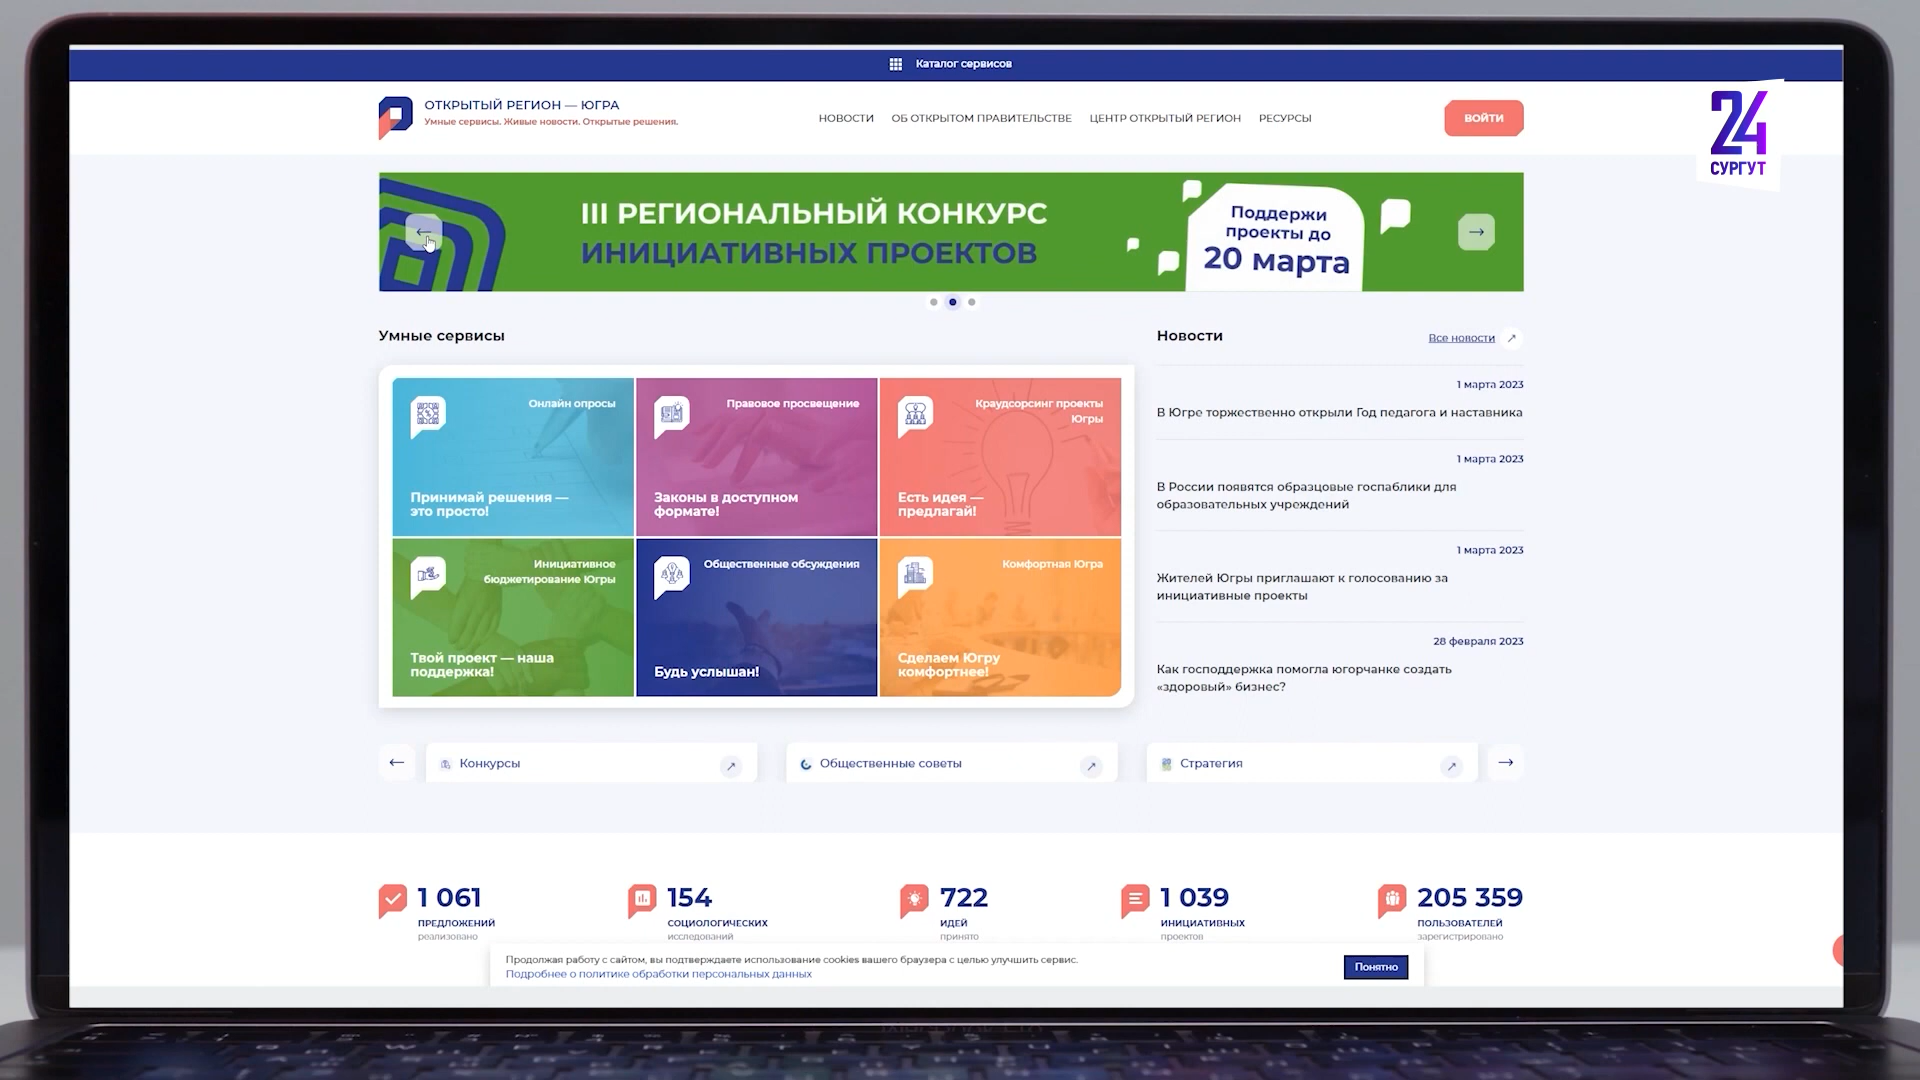 Каталог сервисов
ОТКРЫТЫЙ РЕГИОН — ЮГРА
Умные сервисы. Живые новости. Открытые решения.
НОВОСТИ
ОБ ОТКРЫТОМ ПРАВИТЕЛЬСТВЕ
ЦЕНТР ОТКРЫТЫЙ РЕГИОН
РЕСУРСЫ
ВОЙТИ
24
СУРГУТ
III РЕГИОНАЛЬНЫЙ КОНКУРС
ИНИЦИАТИВНЫХ ПРОЕКТОВ
Поддержи
проекты до
20 марта
Умные сервисы
Онлайн опросы
Принимай решения —
это просто!
Правовое просвещение
Законы в доступном
формате!
Краудсорсинг проекты
Югры
Есть идея —
предлагай!
Инициативное
бюджетирование Югры
Твой проект — наша
поддержка!
Общественные обсуждения
Будь услышан!
Комфортная Югра
Сделаем Югру
комфортнее!
Новости
Все новости
1 марта 2023
В Югре торжественно открыли Год педагога и наставника
1 марта 2023
В России появятся образцовые госпаблики для
образовательных учреждений
1 марта 2023
Жителей Югры приглашают к голосованию за
инициативные проекты
28 февраля 2023
Как господдержка помогла югорчанке создать
«здоровый» бизнес?
Конкурсы
Общественные советы
Стратегия
1 061
ПРЕДЛОЖЕНИЙ
реализовано
154
СОЦИОЛОГИЧЕСКИХ
исследований
722
ИДЕЙ
принято
1 039
ИНИЦИАТИВНЫХ
проектов
205 359
ПОЛЬЗОВАТЕЛЕЙ
зарегистрировано
Продолжая работу с сайтом, вы подтверждаете использование cookies вашего браузера с целью улучшить сервис.
Подробнее о политике обработки персональных данных
Понятно